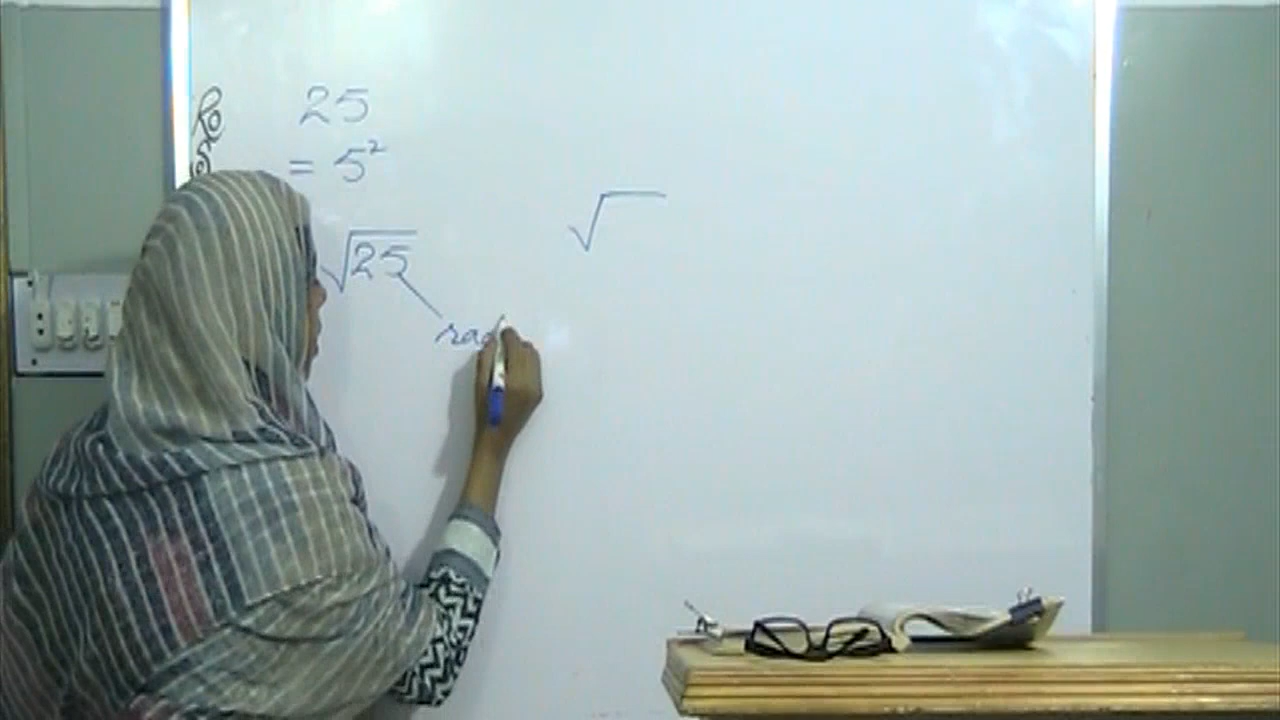 25
= 5²
√25
√
rad